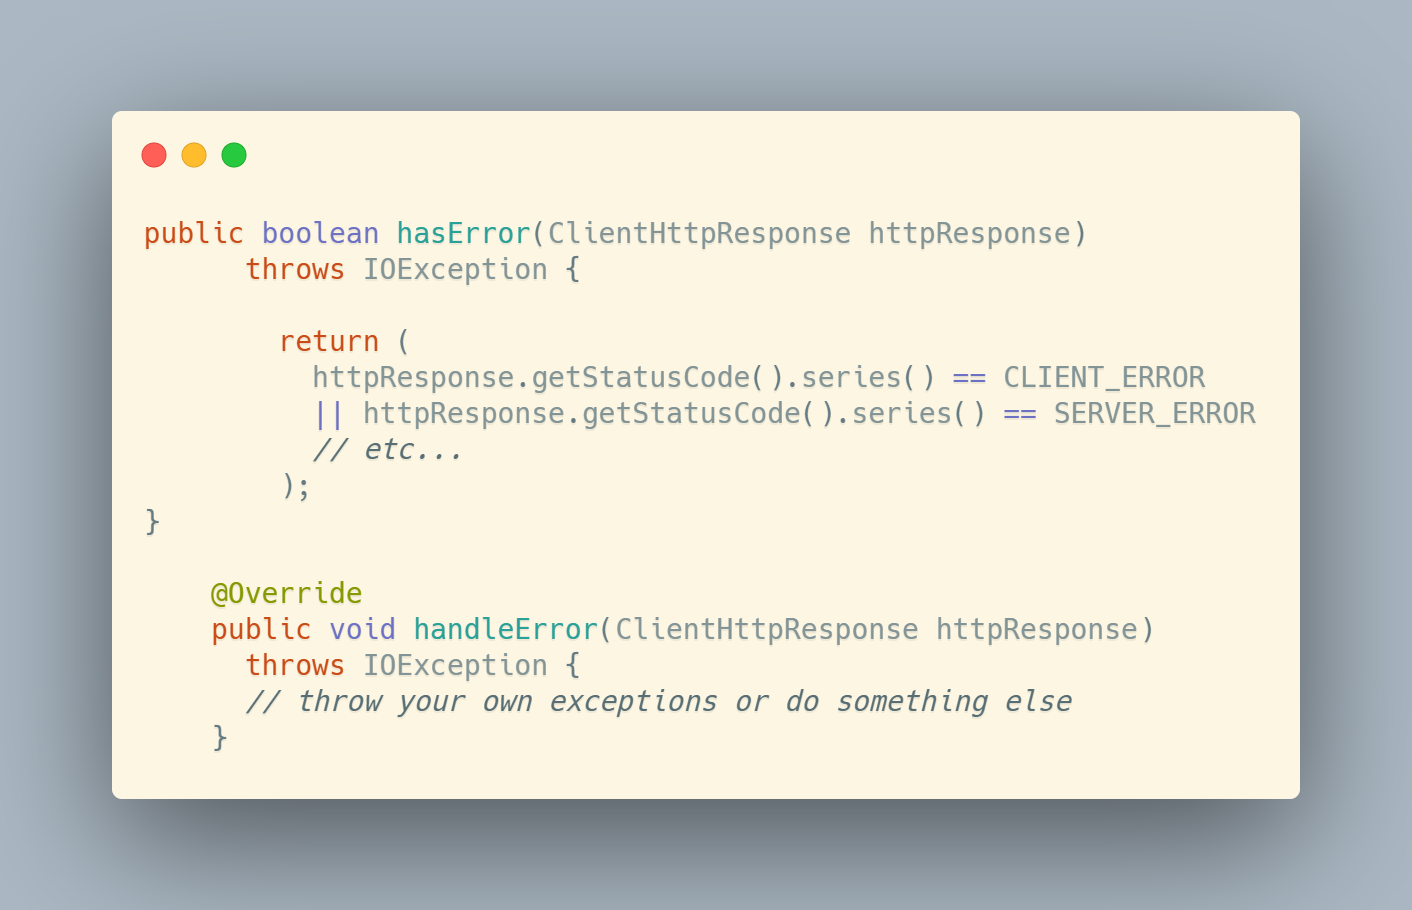 public boolean hasError(ClientHttpResponse httpResponse)
      throws IOException {

        return (
          httpResponse.getStatusCode().series() == CLIENT_ERROR
          || httpResponse.getStatusCode().series() == SERVER_ERROR
          // etc...
        );
}

    @Override
    public void handleError(ClientHttpResponse httpResponse)
      throws IOException {
      // throw your own exceptions or do something else
    }